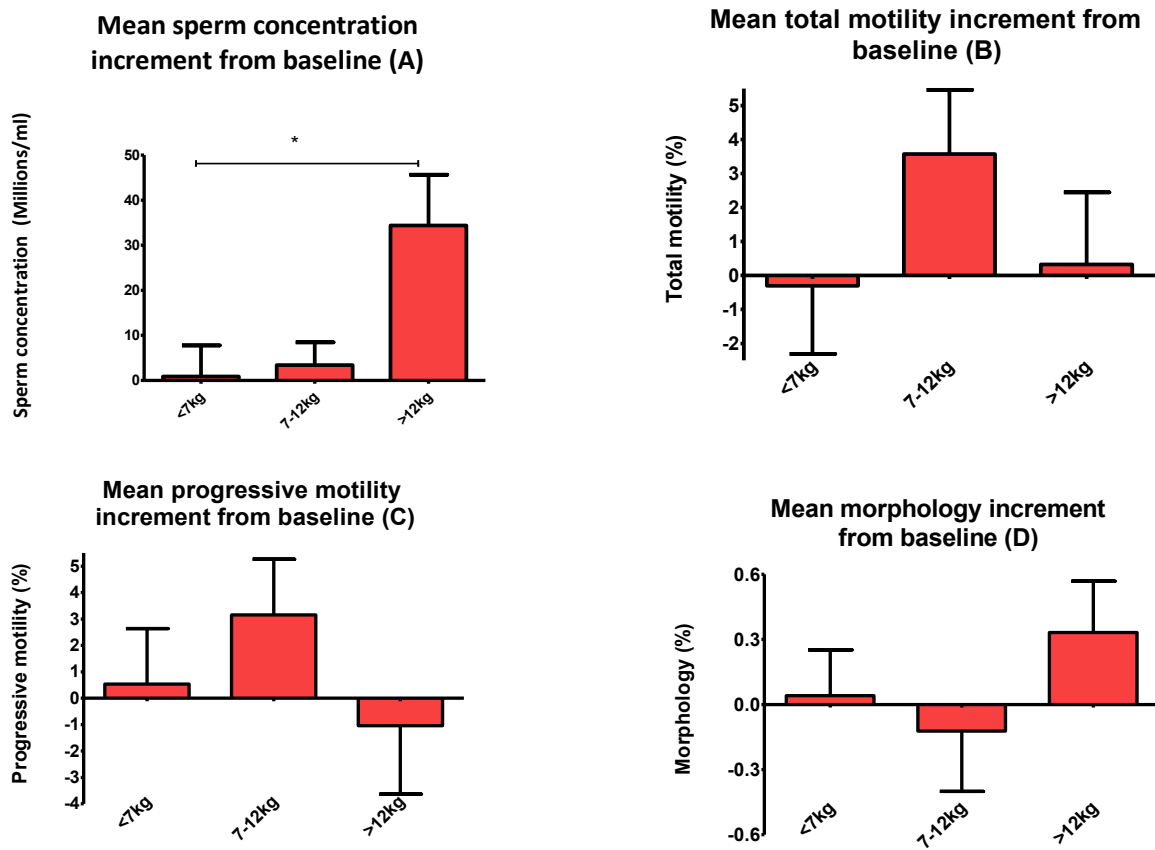 Mean sperm concentration
increment from baseline (A)
Sperm concentration (Millions/ml)
50
40
30
20
10
0
*
<7kg
7-12kg
>12kg
Mean total motility increment from
baseline (B)
Total motility (%)
5
4
3
2
1
0
-1
-2
<7kg
7-12kg
>12kg
Mean progressive motility
increment from baseline (C)
Progressive motility (%)
5
4
3
2
1
0
-1
-2
-3
-4
<7kg
7-12kg
>12kg
Mean morphology increment
from baseline (D)
Morphology (%)
0.6
0.3
0.0
-0.3
-0.6
<7kg
7-12kg
>12kg